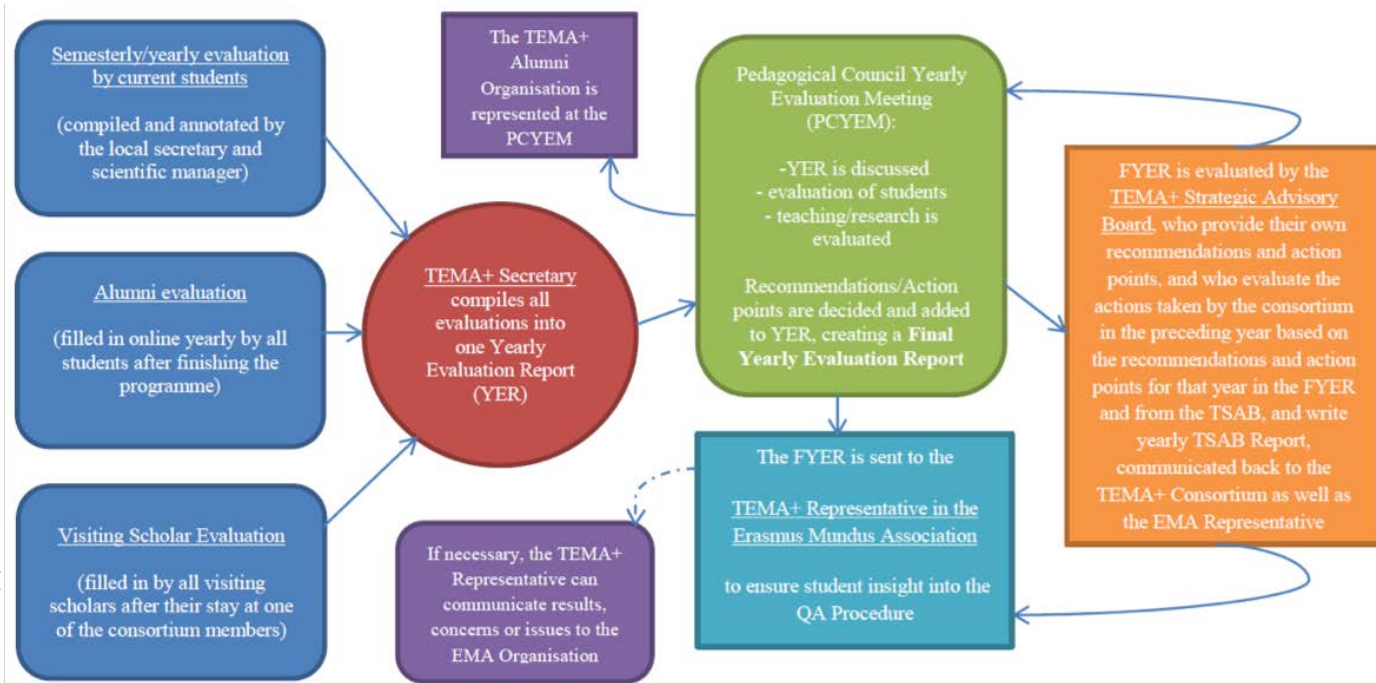 Semesterly/yearly evaluation
by current students
(compiled and annotated by
the local secretary and
scientific manager)
Alumni evaluation
(filled in online yearly by all
students after finishing the
programme)
Visiting Scholar Evaluation
(filled in by all visiting
scholars after their stay at one
of the consortium members)
TEMA+ Secretary
compiles all
evaluations into
one Yearly
Evaluation Report
(YER)
The TEMA+
Alumni
Organisation is
represented at the
PCYEM
Pedagogical Council Yearly
Evaluation Meeting
(PCYEM):
-YER is discussed
- evaluation of students
- teaching/research is
evaluated
Recommendations/Action
points are decided and added
to YER, creating a Final
Yearly Evaluation Report
The FYER is sent to the
TEMA+ Representative in the
Erasmus Mundus Association
to ensure student insight into the
QA Procedure
If necessary, the TEMA+
Representative can
communicate results,
concerns or issues to the
EMA Organisation
FYER is evaluated by the
TEMA+ Strategic Advisory
Board, who provide their own
recommendations and action
points, and who evaluate the
actions taken by the consortium
in the preceding year based on
the recommendations and action
points for that year in the FYER
and from the TSAB, and write
yearly TSAB Report,
communicated back to the
TEMA+ Consortium as well as
the EMA Representative